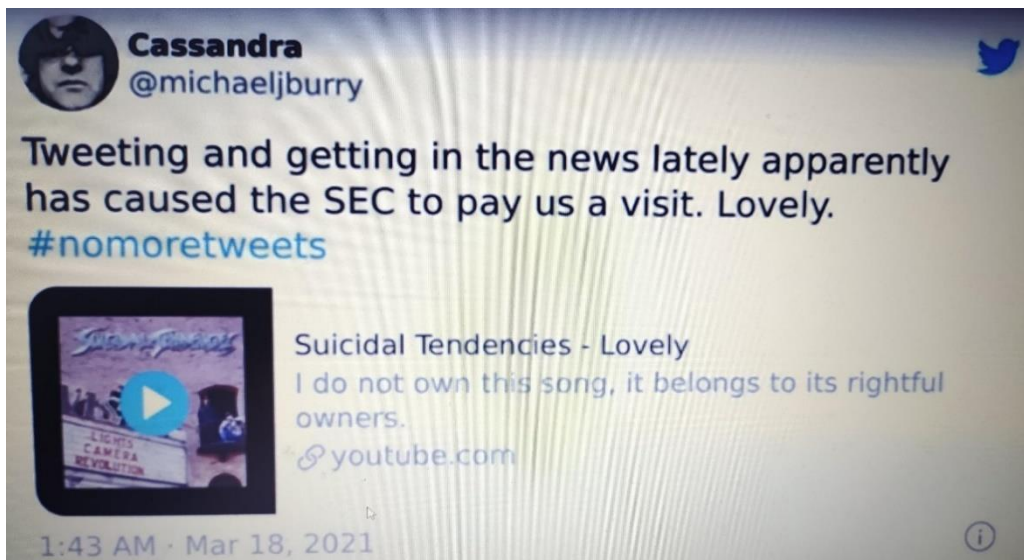 Cassandra
@michaeljburry
Tweeting and getting in the news lately apparently
has caused the SEC to pay us a visit. Lovely.
#nomoretweets
SUICIDAL TENDENCIES
LIGHTS
CAMERA
REVOLUTION
Suicidal Tendencies - Lovely
I do not own this song, it belongs to its rightful
owners.
youtube.com
1:43 AM · Mar 18, 2021